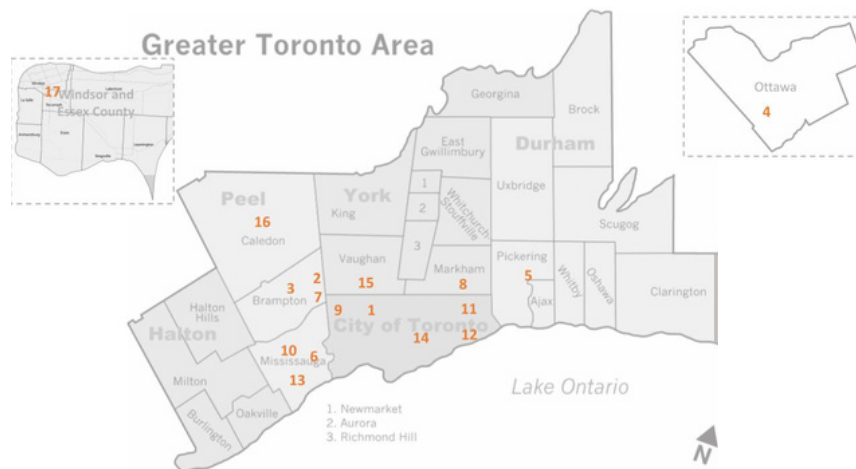 Greater Toronto Area
17
Windsor and
Essex County
Ottawa
4
Georgina
Brock
East
Gwillimbury
Durham
1
2
3
Whitchurch-
Stouffville
Uxbridge
Scugog
Peel
16
Caledon
York
King
Vaughan
15
Markham
8
Pickering
5
Ajax
Whitby
Oshawa
Clarington
3
2
Brampton
7
9
1
11
City of Toronto
14
12
Halton
Hills
Halton
Milton
10
6
Mississauga
13
Burlington
Oakville
Lake Ontario
1. Newmarket
2. Aurora
3. Richmond Hill
N